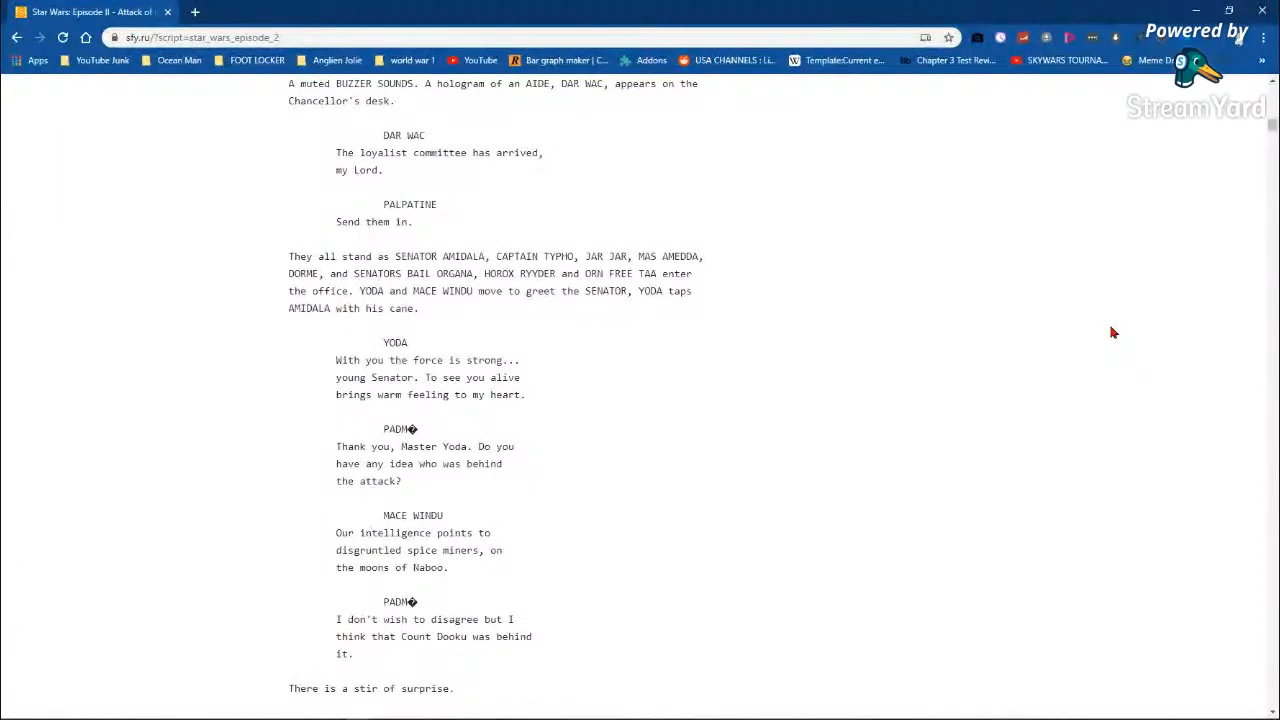 Star Wars: Episode II - Attack of
Powered by
sfy.ru/?script=star_wars_episode_2
Apps
YouTube Junk
Ocean Man
FOOT LOCKER
Anglien Jolie
world war 1
YouTube
Bar graph maker | C...
Addons
USA CHANNELS : Li...
Template:Current e...
Chapter 3 Test Revi...
SKYWARS TOURNA...
Meme De
StreamYard
A muted BUZZER SOUNDS. A hologram of an AIDE, DAR WAC, appears on the
Chancellor's desk.
DAR WAC
The loyalist committee has arrived,
my Lord.
PALPATINE
Send them in.
They all stand as SENATOR AMIDALA, CAPTAIN TYPHO, JAR JAR, MAS AMEDDA,
DORME, and SENATORS BAIL ORGANA, HOROX RYYDER and ORN FREE TAA enter
the office. YODA and MACE WINDU move to greet the SENATOR, YODA taps
AMIDALA with his cane.
YODA
With you the force is strong...
young Senator. To see you alive
brings warm feeling to my heart.
PADM�
Thank you, Master Yoda. Do you
have any idea who was behind
the attack?
MACE WINDU
Our intelligence points to
disgruntled spice miners, on
the moons of Naboo.
PADM�
I don't wish to disagree but I
think that Count Dooku was behind
it.
There is a stir of surprise.